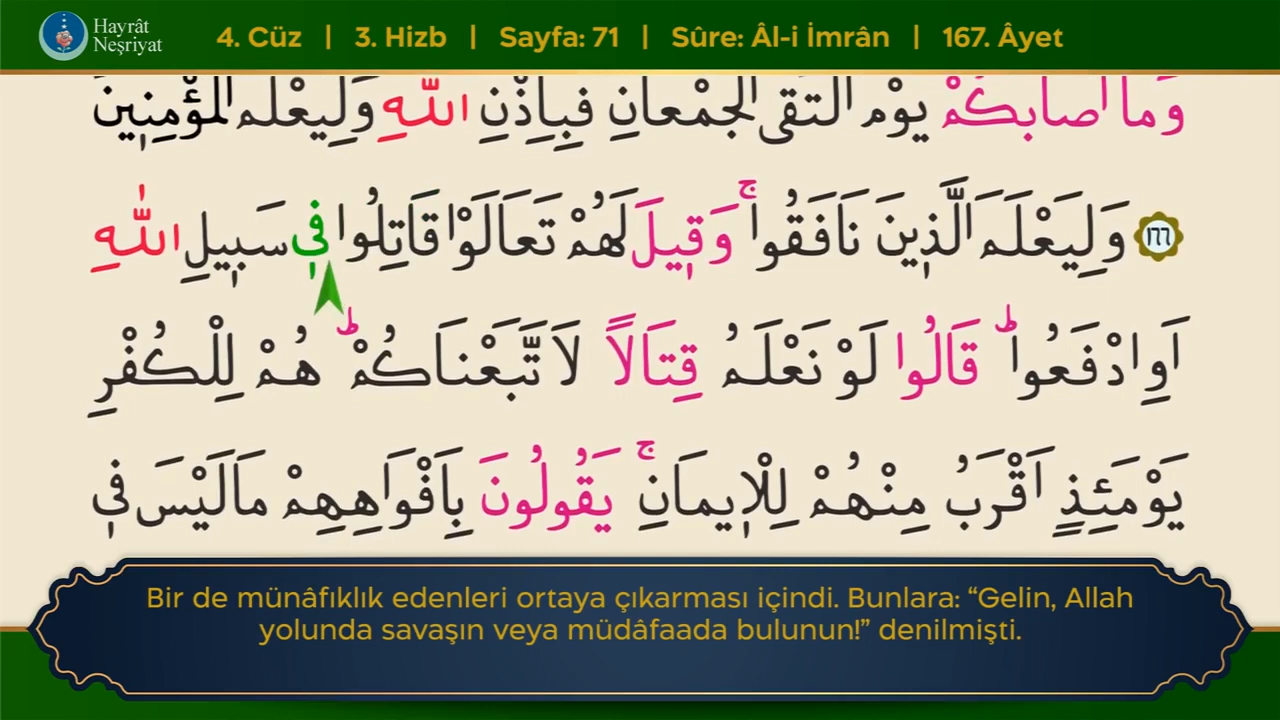 Hayrât
Neşriyat
4. Cüz | 3. Hizb | Sayfa: 71 | Sûre: Âl-i İmrân | 167. Âyet
وَمَٓا اَصَابَكُمْ يَوْمَ الْتَقَى الْجَمْعَانِ فَبِاِذْنِ اللّٰهِ وَلِيَعْلَمَ الْمُؤْمِن۪ينَ
﴿١٦٦﴾ وَلِيَعْلَمَ الَّذ۪ينَ نَافَقُواۚ وَق۪يلَ لَهُمْ تَعَالَوْا قَاتِلُوا ف۪ي سَب۪يلِ اللّٰهِ
اَوِ ادْفَعُواۜ قَالُوا لَوْ نَعْلَمُ قِتَالًا لَاتَّبَعْنَاكُمْۜ هُمْ لِلْكُفْرِ
يَوْمَئِذٍ اَقْرَبُ مِنْهُمْ لِلْا۪يمَانِۚ يَقُولُونَ بِاَفْوَاهِهِمْ مَا لَيْسَ ف۪ي
Bir de münâfıklık edenleri ortaya çıkarması içindi. Bunlara: “Gelin, Allah
yolunda savaşın veya müdâfaada bulunun!” denilmişti.